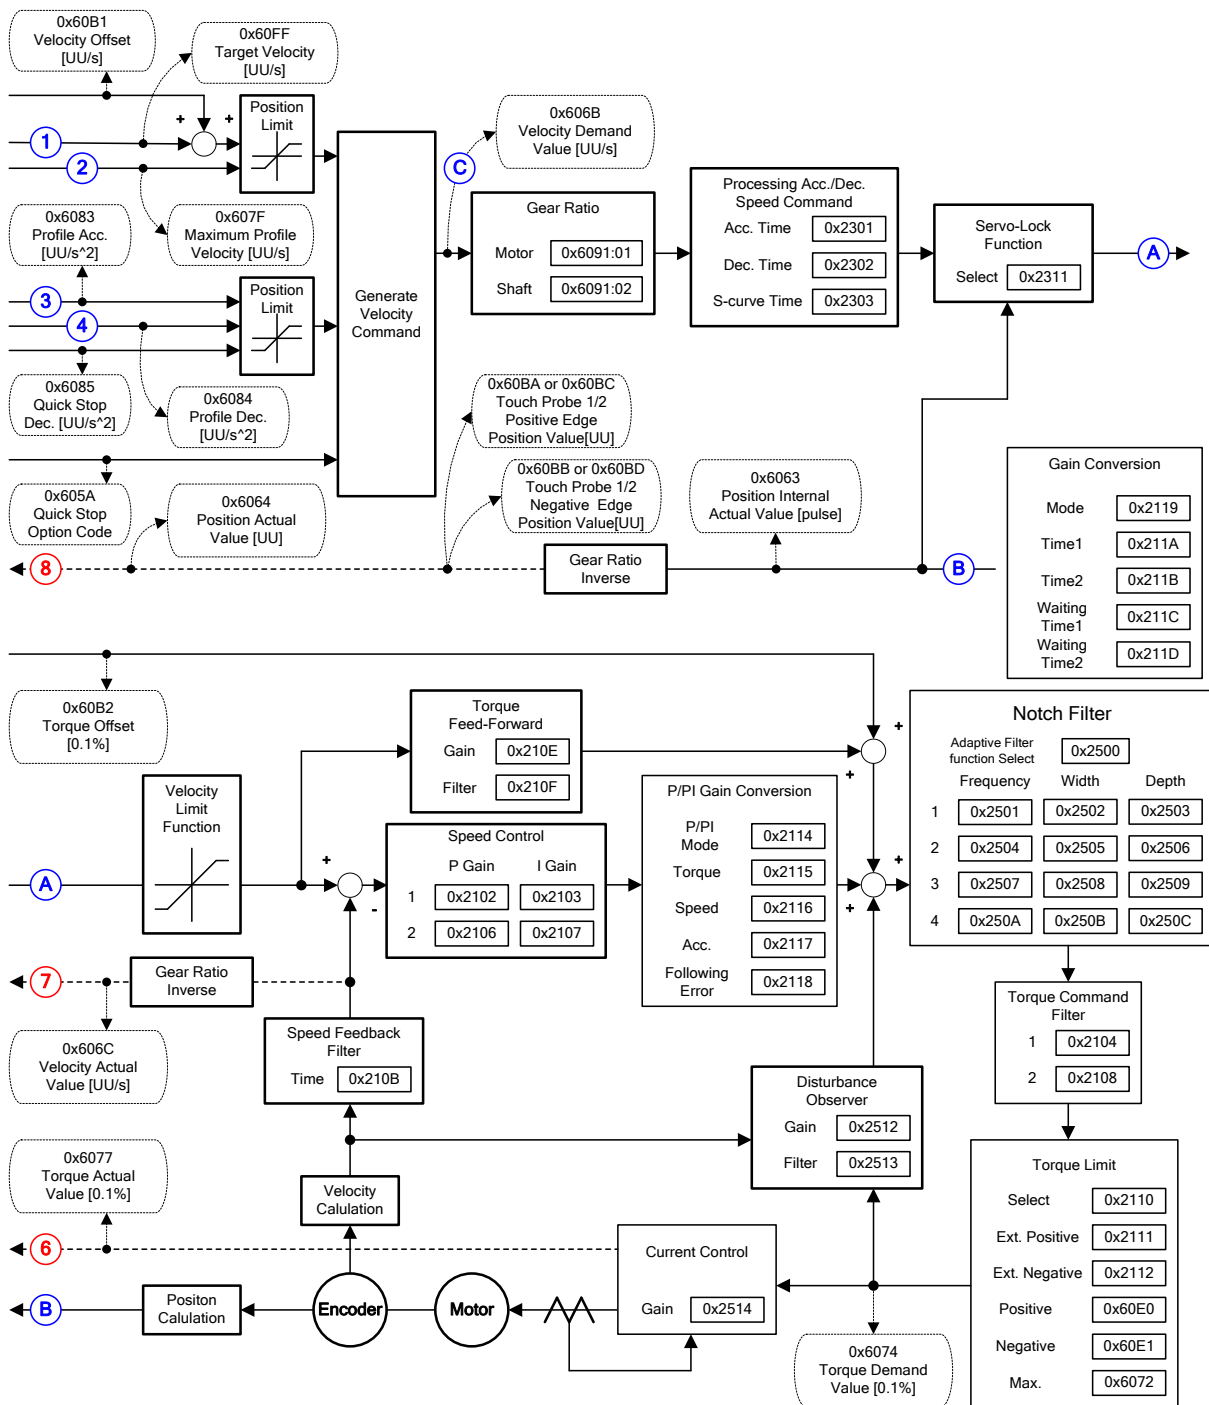 0x60B1
Velocity Offset
[UU/s]
0x60FF
Target Velocity
[UU/s]
+
+
1
2
Position
Limit
0x6083
Profile Acc.
[UU/s^2]
0x607F
Maximum Profile
Velocity [UU/s]
3
4
Position
Limit
0x6085
Quick Stop
Dec. [UU/s^2]
0x6084
Profile Dec.
[UU/s^2]
0x605A
Quick Stop
Option Code
0x6064
Position Actual
Value [UU]
8
Generate
Velocity
Command
C
0x606B
Velocity Demand
Value [UU/s]
Gear Ratio
Motor 0x6091:01
Shaft 0x6091:02
Processing Acc./Dec.
Speed Command
Acc. Time 0x2301
Dec. Time 0x2302
S-curve Time 0x2303
Servo-Lock
Function
Select 0x2311
A
0x60BA or 0x60BC
Touch Probe 1/2
Positive Edge
Position Value[UU]
0x60BB or 0x60BD
Touch Probe 1/2
Negative Edge
Position Value[UU]
0x6063
Position Internal
Actual Value [pulse]
Gear Ratio
Inverse
B
Gain Conversion
Mode 0x2119
Time1 0x211A
Time2 0x211B
Waiting
Time1 0x211C
Waiting
Time2 0x211D
0x60B2
Torque Offset
[0.1%]
Torque
Feed-Forward
Gain 0x210E
Filter 0x210F
+
+
Notch Filter
Adaptive Filter
function Select 0x2500
Frequency Width Depth
1 0x2501 0x2502 0x2503
2 0x2504 0x2505 0x2506
3 0x2507 0x2508 0x2509
4 0x250A 0x250B 0x250C
A
Velocity
Limit
Function
+
-
Speed Control
P Gain I Gain
1 0x2102 0x2103
2 0x2106 0x2107
P/PI Gain Conversion
P/PI
Mode 0x2114
Torque 0x2115
Speed 0x2116
Acc. 0x2117
Following
Error 0x2118
+
+
7
Gear Ratio
Inverse
0x606C
Velocity Actual
Value [UU/s]
Speed Feedback
Filter
Time 0x210B
Torque Command
Filter
1 0x2104
2 0x2108
Disturbance
Observer
Gain 0x2512
Filter 0x2513
0x6077
Torque Actual
Value [0.1%]
Velocity
Calulation
6
Current Control
Gain 0x2514
Torque Limit
Select 0x2110
Ext. Positive 0x2111
Ext. Negative 0x2112
Positive 0x60E0
Negative 0x60E1
Max. 0x6072
B
Positon
Calulation
Encoder
Motor
0x6074
Torque Demand
Value [0.1%]